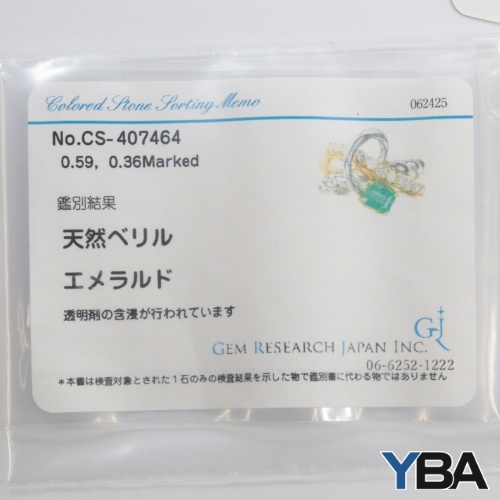 Colored Stone Sorting Memo
062425
No.CS-407464
0.59, 0.36Marked
鑑別結果
天然ベリル
エメラルド
透明剤の含浸が行われています
GJ
GEM RESEARCH JAPAN INC.
06-6252-1222
*本書は検査対象とされた1石のみの検査結果を示した物で鑑別書に代わる物ではありません
YBA